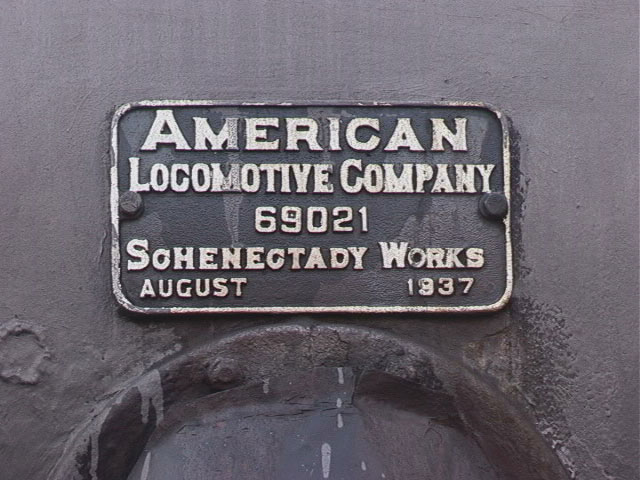 AMERICAN
LOCOMOTIVE COMPANY
69021
SCHENECTADY WORKS
AUGUST 1937